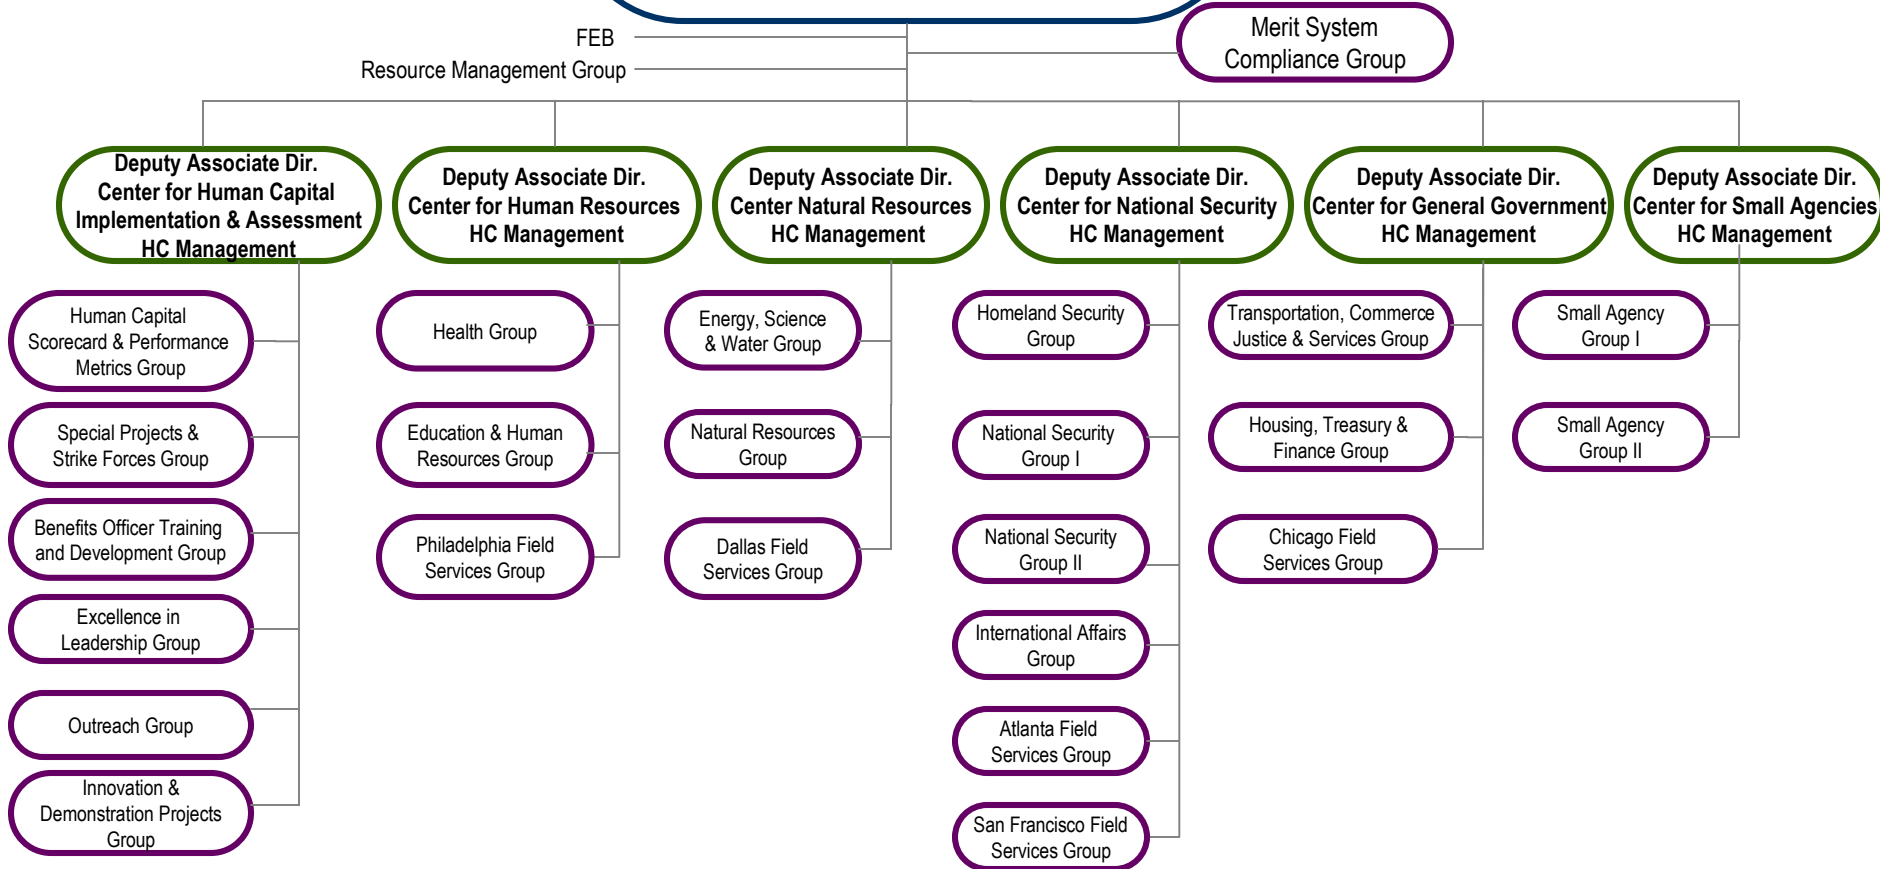 FEB
Resource Management Group
Merit System
Compliance Group
Deputy Associate Dir.
Center for Human Capital
Implementation & Assessment
HC Management
Deputy Associate Dir.
Center for Human Resources
HC Management
Deputy Associate Dir.
Center Natural Resources
HC Management
Deputy Associate Dir.
Center for National Security
HC Management
Deputy Associate Dir.
Center for General Government
HC Management
Deputy Associate Dir.
Center for Small Agencies
HC Management
Human Capital
Scorecard & Performance
Metrics Group
Special Projects &
Strike Forces Group
Benefits Officer Training
and Development Group
Excellence in
Leadership Group
Outreach Group
Innovation &
Demonstration Projects
Group
Health Group
Education & Human
Resources Group
Philadelphia Field
Services Group
Energy, Science
& Water Group
Natural Resources
Group
Dallas Field
Services Group
Homeland Security
Group
National Security
Group I
National Security
Group II
International Affairs
Group
Atlanta Field
Services Group
San Francisco Field
Services Group
Transportation, Commerce
Justice & Services Group
Housing, Treasury &
Finance Group
Chicago Field
Services Group
Small Agency
Group I
Small Agency
Group II